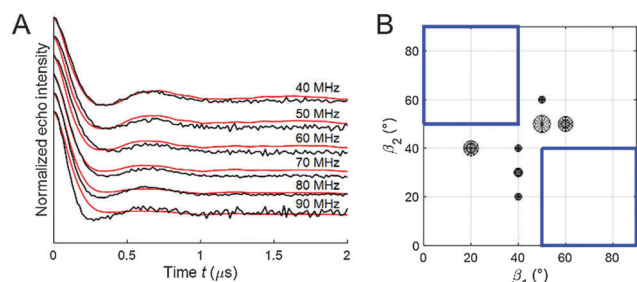 A
Normalized echo intensity
40 MHz
50 MHz
60 MHz
70 MHz
80 MHz
90 MHz
0 0.5 1 1.5 2
Time t (μs)
B
β2 (°)
80
60
40
20
0
0 20 40 60 80
(°)